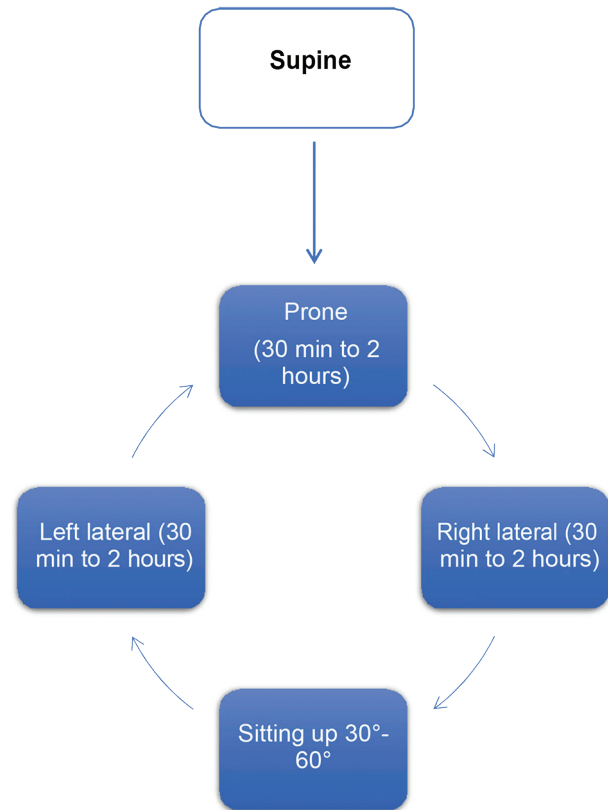 Supine
Prone
(30 min to 2
hours)
Left lateral (30
min to 2 hours)
Right lateral (30
min to 2 hours)
Sitting up 30°-
60°